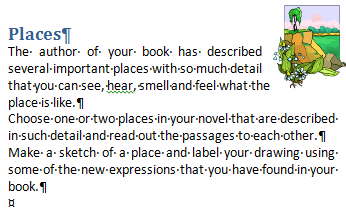 Places¶
The· author· of· your· book· has· described·
several·important·places·with·so·much·detail·
that·you·can·see,·hear,·smell·and·feel·what·the·
place·is·like.·¶
Choose·one·or·two·places·in·your·novel·that·are·described·
in·such·detail·and·read·out·the·passages·to·each·other.·¶
Make· a· sketch· of· a· place· and· label· your· drawing· using·
some·of·the·new·expressions·that·you·have·found·in·your·
book.·¶
¤